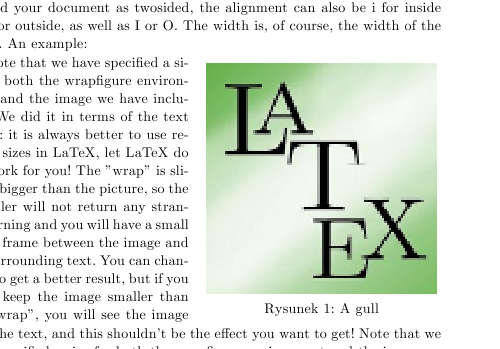 d your document as twosided, the alignment can also be i for inside
or outside, as well as I or O. The width is, of course, the width of the
. An example:
ote that we have specified a si-
both the wrapfigure environ-
and the image we have inclu-
We did it in terms of the text
: it is always better to use re-
sizes in LaTeX, let LaTeX do
ork for you! The "wrap" is sli-
bigger than the picture, so the
ler will not return any stran-
rning and you will have a small
frame between the image and
rrounding text. You can chan-
o get a better result, but if you
keep the image smaller than
wrap", you will see the image
LATEX
Rysunek 1: A gull
he text, and this shouldn't be the effect you want to get! Note that we